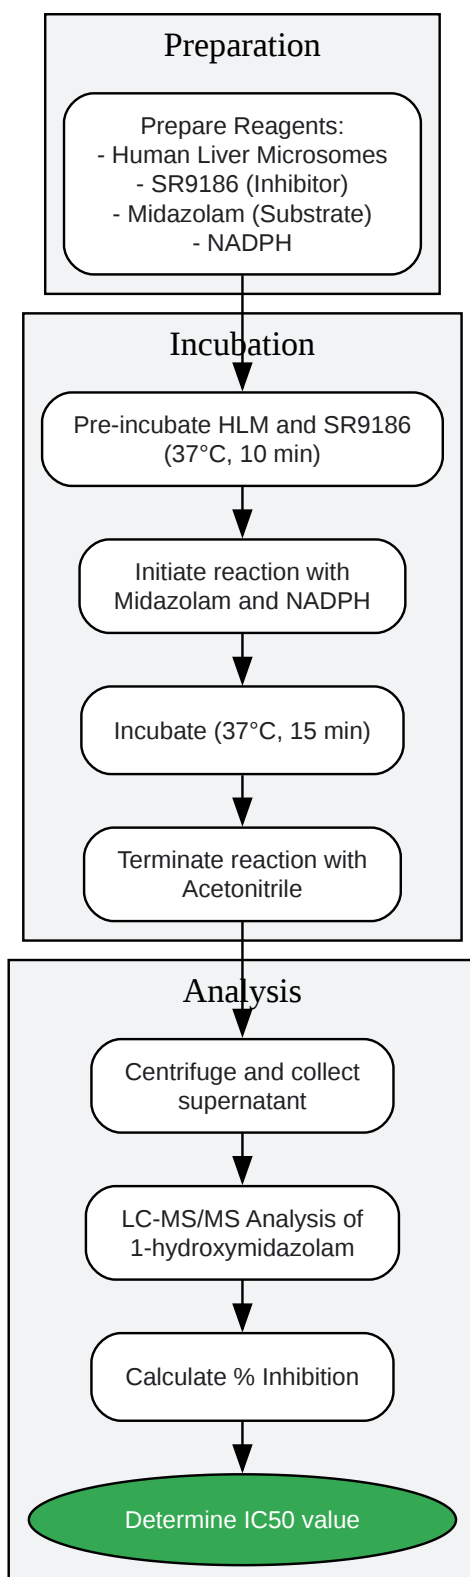 Preparation
Prepare Reagents:
- Human Liver Microsomes
- SR9186 (Inhibitor)
- Midazolam (Substrate)
- NADPH
Incubation
Pre-incubate HLM and SR9186
(37°C, 10 min)
Initiate reaction with
Midazolam and NADPH
Incubate (37°C, 15 min)
Terminate reaction with
Acetonitrile
Analysis
Centrifuge and collect
supernatant
LC-MS/MS Analysis of
1-hydroxymidazolam
Calculate % Inhibition
Determine IC50 value